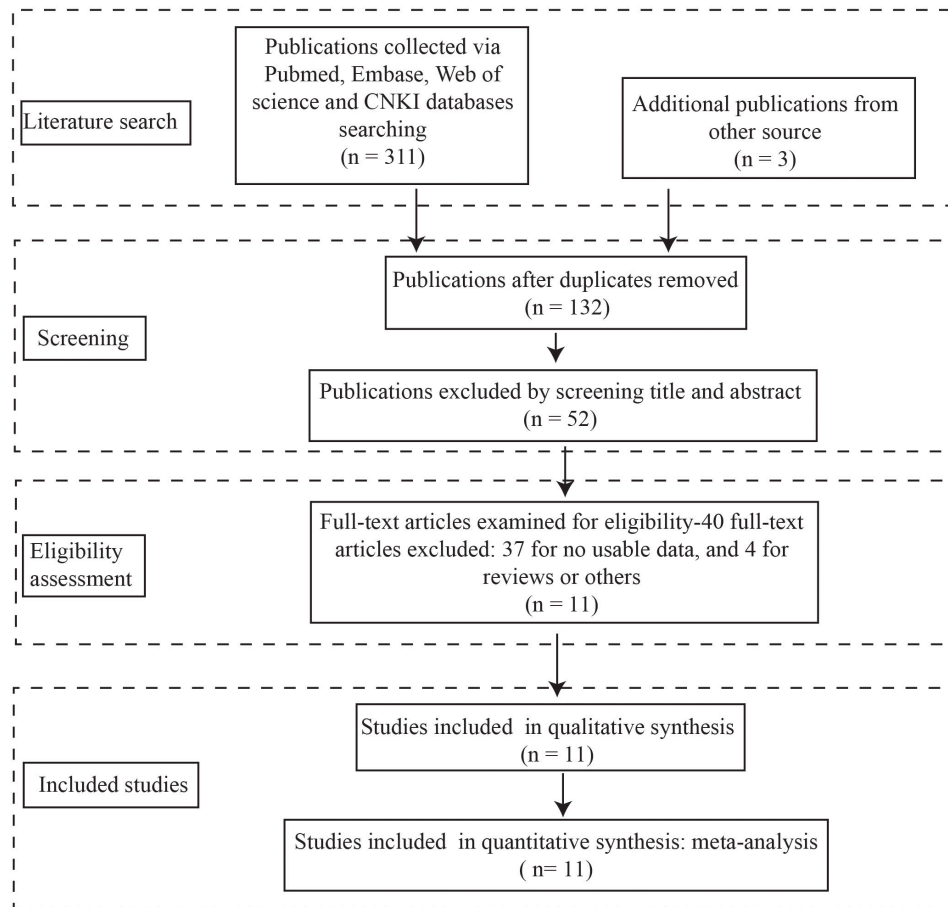 Publications collected via
Pubmed, Embase, Web of
science and CNKI databases
searching
(n = 311)
Additional publications from
other source
(n = 3)
Literature search
Publications after duplicates removed
(n = 132)
Screening
Publications excluded by screening title and abstract
(n = 52)
Full-text articles examined for eligibility-40 full-text
articles excluded: 37 for no usable data, and 4 for
reviews or others
(n = 11)
Eligibility
assessment
Studies included in qualitative synthesis
(n = 11)
Included studies
Studies included in quantitative synthesis: meta-analysis
( n= 11)